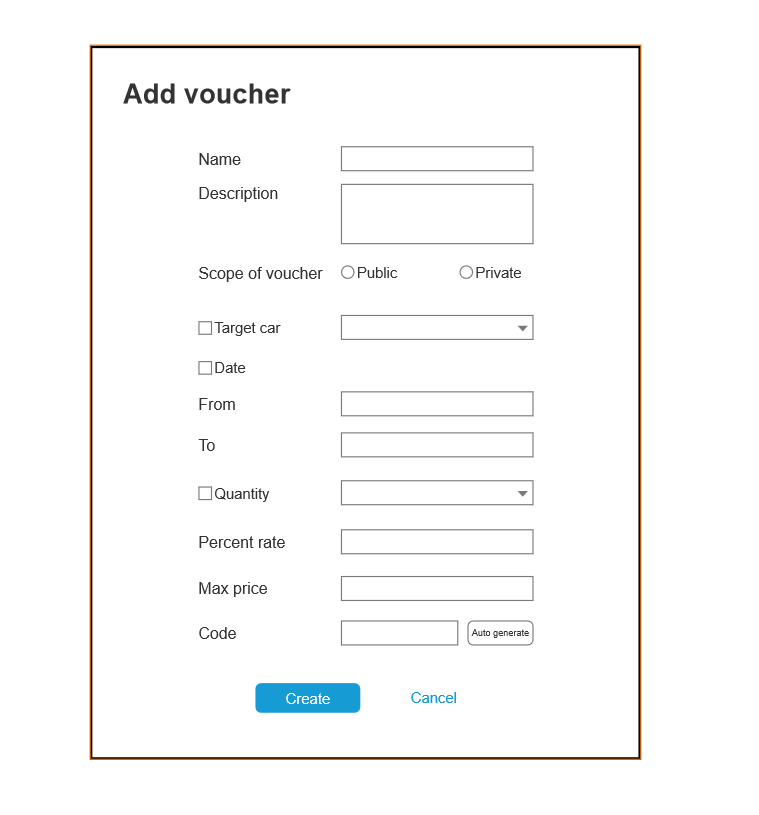 Add voucher
Name
Description
Scope of voucher Public Private
Target car
Date
From
To
Quantity
Percent rate
Max price
Code Auto generate
Create Cancel